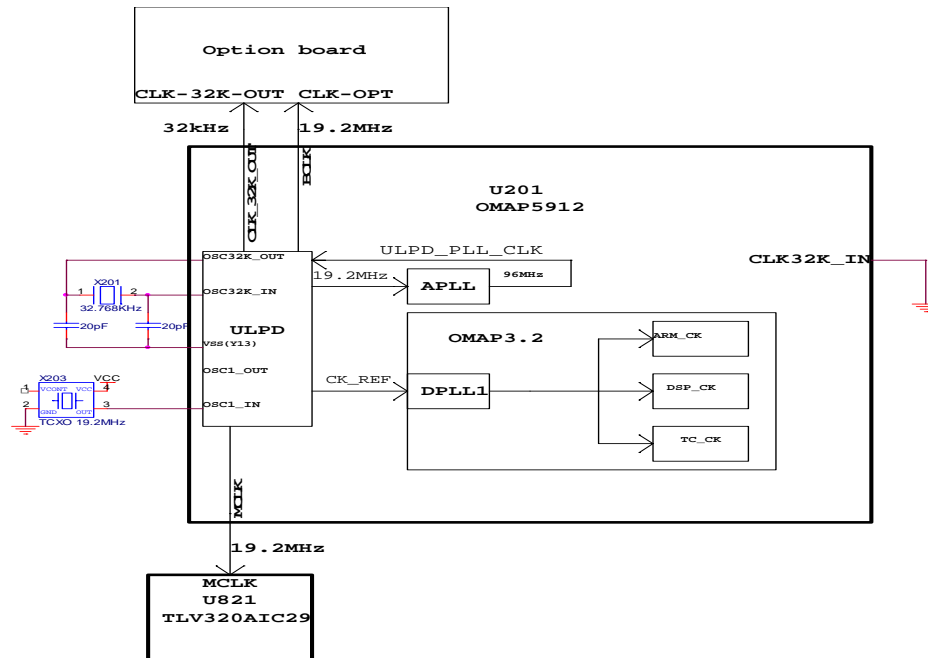 Option board
CLK-32K-OUT CLK-OPT
32kHz
19.2MHz
CLK_32K_OUT
BCLK
U201
OMAP5912
ULPD_PLL_CLK
CLK32K_IN
OSC32K_OUT
19.2MHz
96MHz
APLL
X201
1
2
32.768KHz
OSC32K_IN
20pF
20pF
ULPD
VSS(Y13)
OMAP3.2
ARM_CK
OSC1_OUT
CK_REF
DPLL1
DSP_CK
X203
VCC
1
VCONT
VCC
4
2
GND
OUT
3
OSC1_IN
TCXO 19.2MHz
TC_CK
MCLK
19.2MHz
MCLK
U821
TLV320AIC29